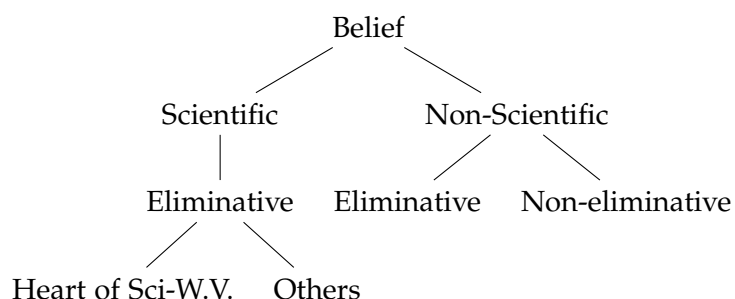 Belief
Scientific Non-Scientific
Eliminative Eliminative Non-eliminative
Heart of Sci-W.V. Others